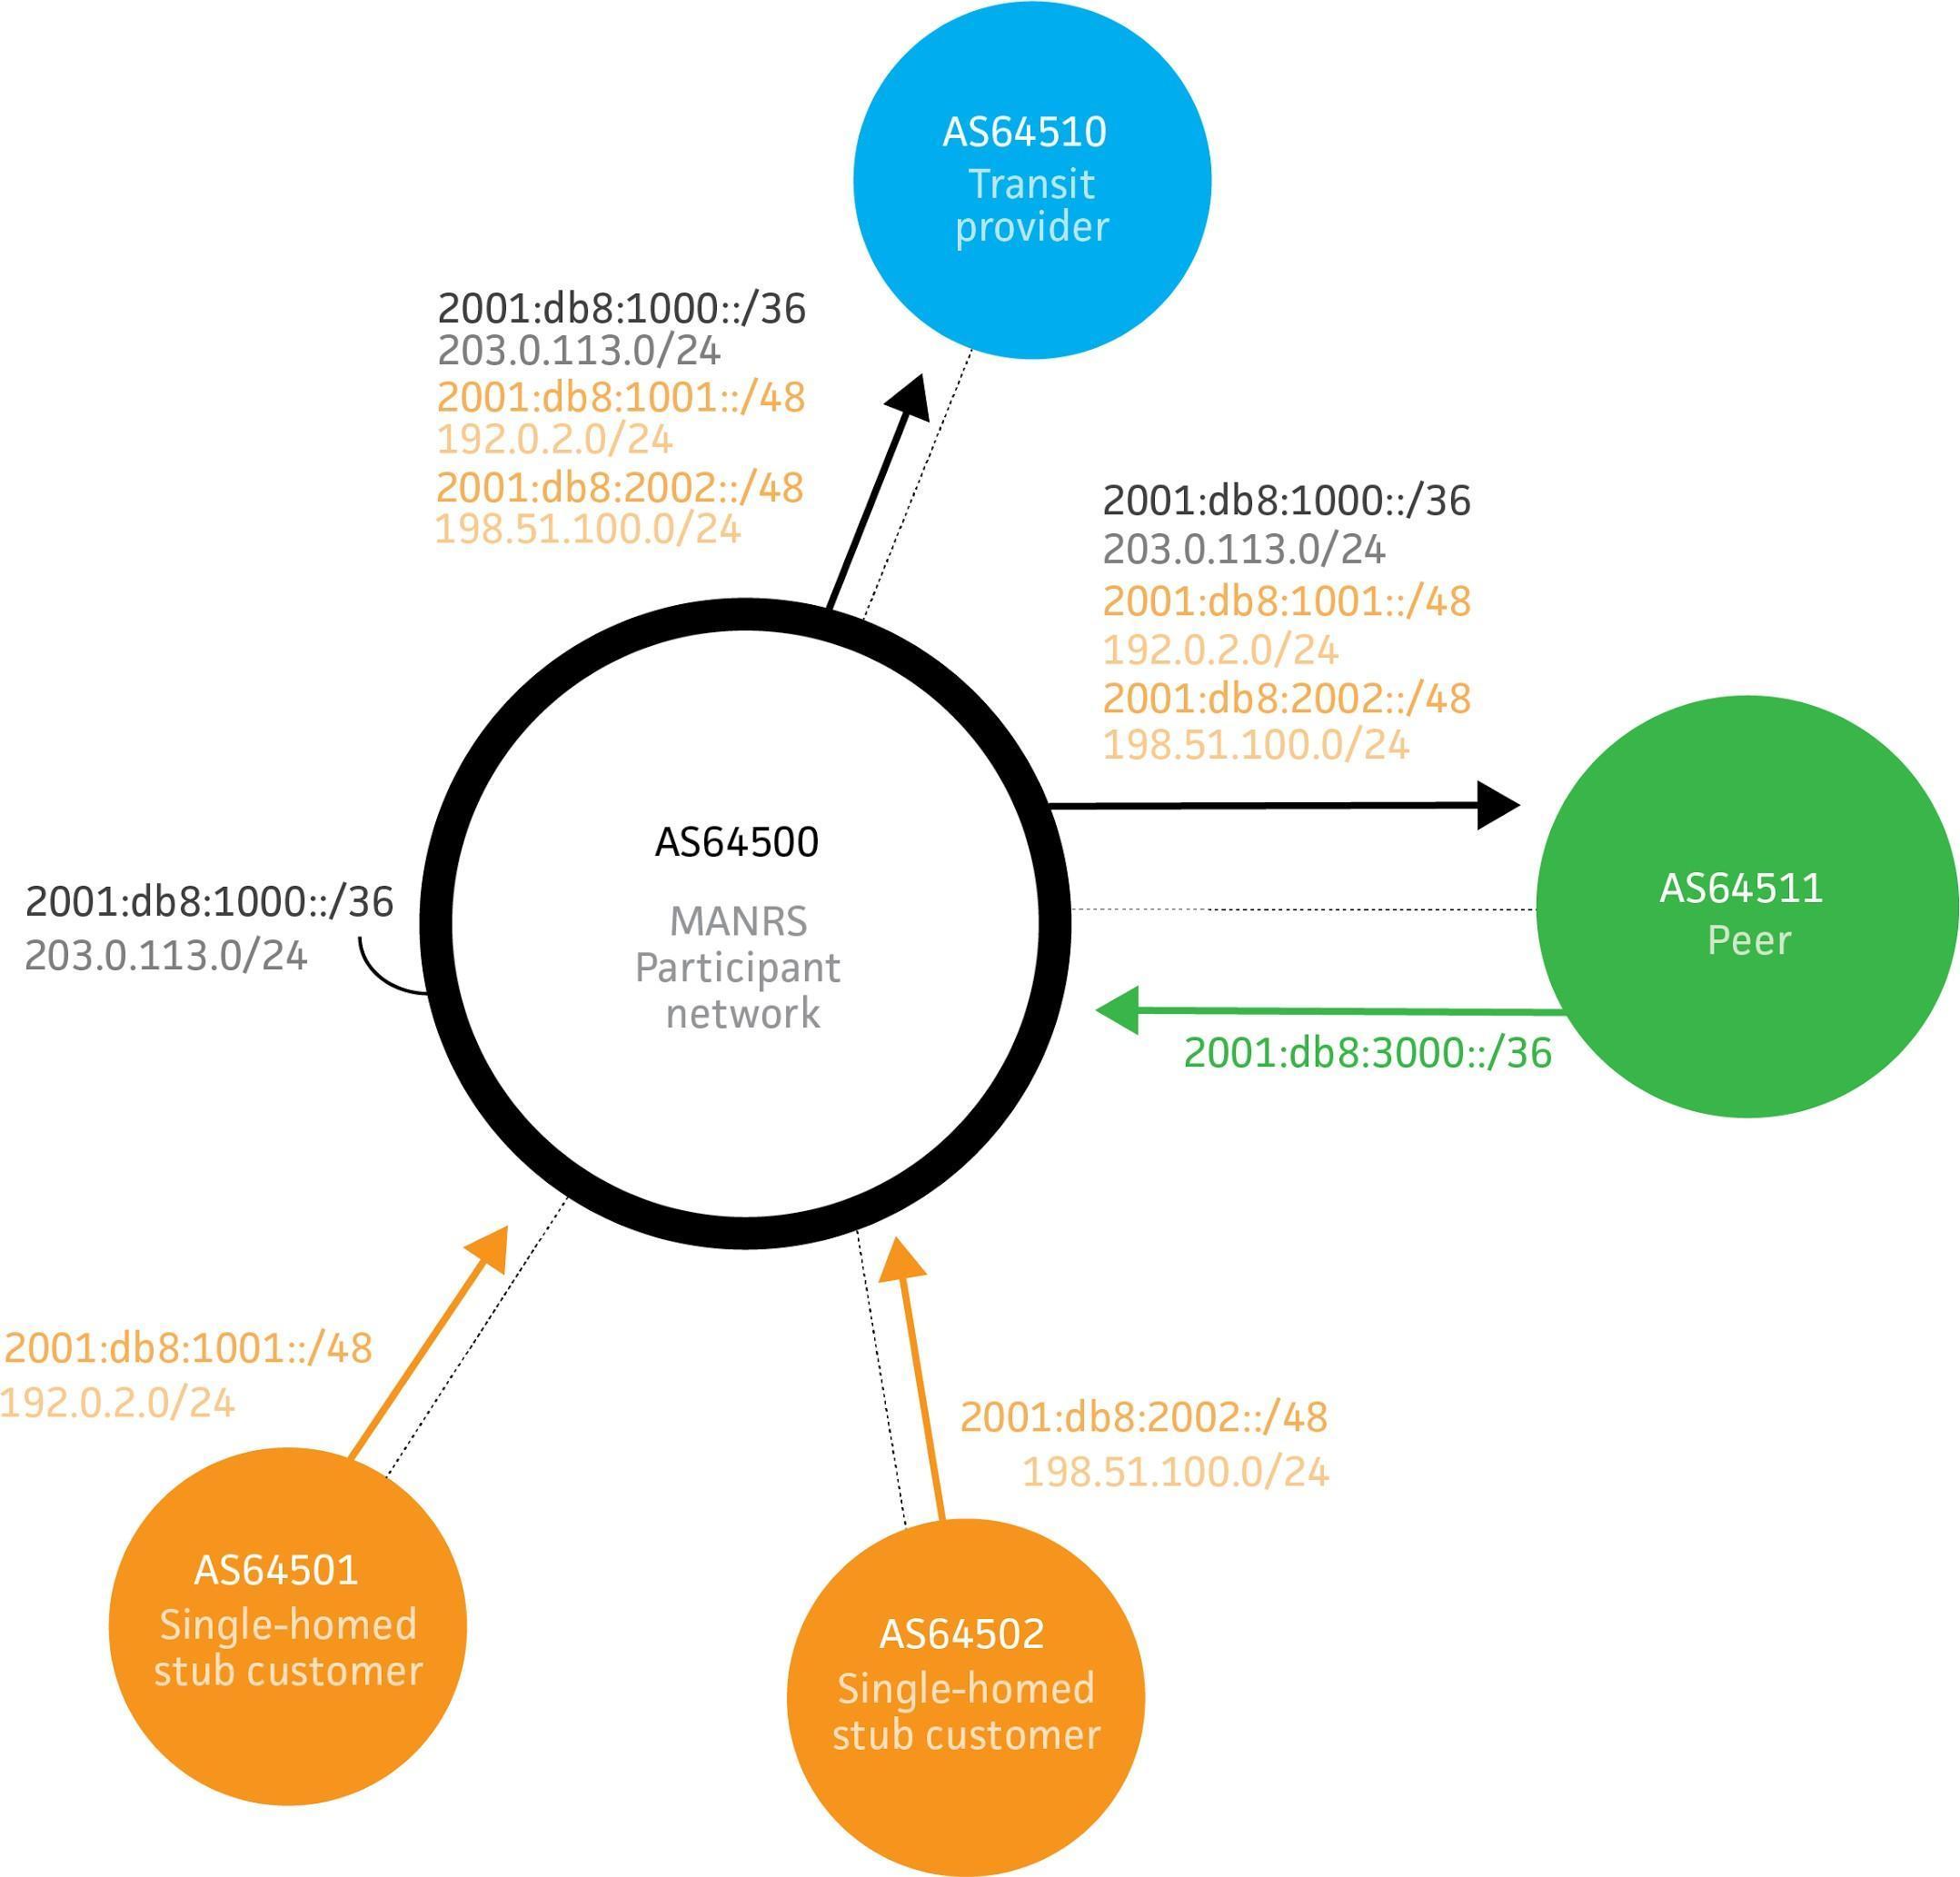 AS64510
Transit
provider
2001:db8:1000::/36
203.0.113.0/24
2001:db8:1001::/48
192.0.2.0/24
2001:db8:2002::/48
198.51.100.0/24
2001:db8:1000::/36
203.0.113.0/24
2001:db8:1001::/48
192.0.2.0/24
2001:db8:2002::/48
198.51.100.0/24
AS64500
MANRS
Participant
network
2001:db8:1000::/36
203.0.113.0/24
AS64511
Peer
2001:db8:3000::/36
2001:db8:1001::/48
192.0.2.0/24
2001:db8:2002::/48
198.51.100.0/24
AS64501
Single-homed
stub customer
AS64502
Single-homed
stub customer